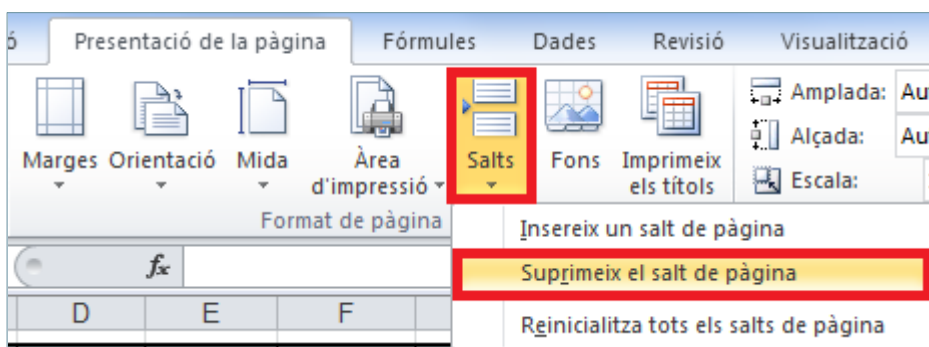 ó Presentació de la pàgina Fórmules Dades Revisió Visualització
Marges Orientació Mida Àrea d'impressió Salts Fons Imprimeix els títols
Amplada: Au
Alçada: Au
Escala:
Format de pàgina
Insereix un salt de pàgina
Suprimeix el salt de pàgina
Reinicialitza tots els salts de pàgina
fx
D E F